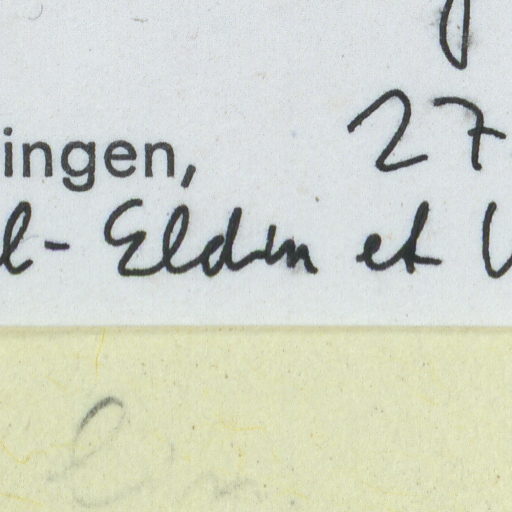 ingen, 27
l-Eldin et